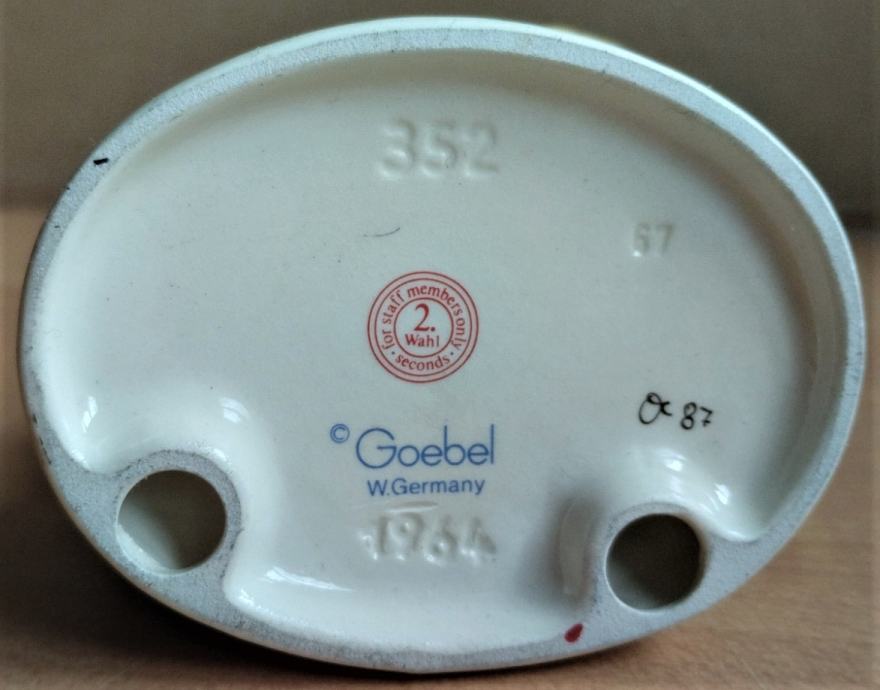 352
67
for staff members only
2.
Wahl
· seconds ·
87
© Goebel
W.Germany
1964